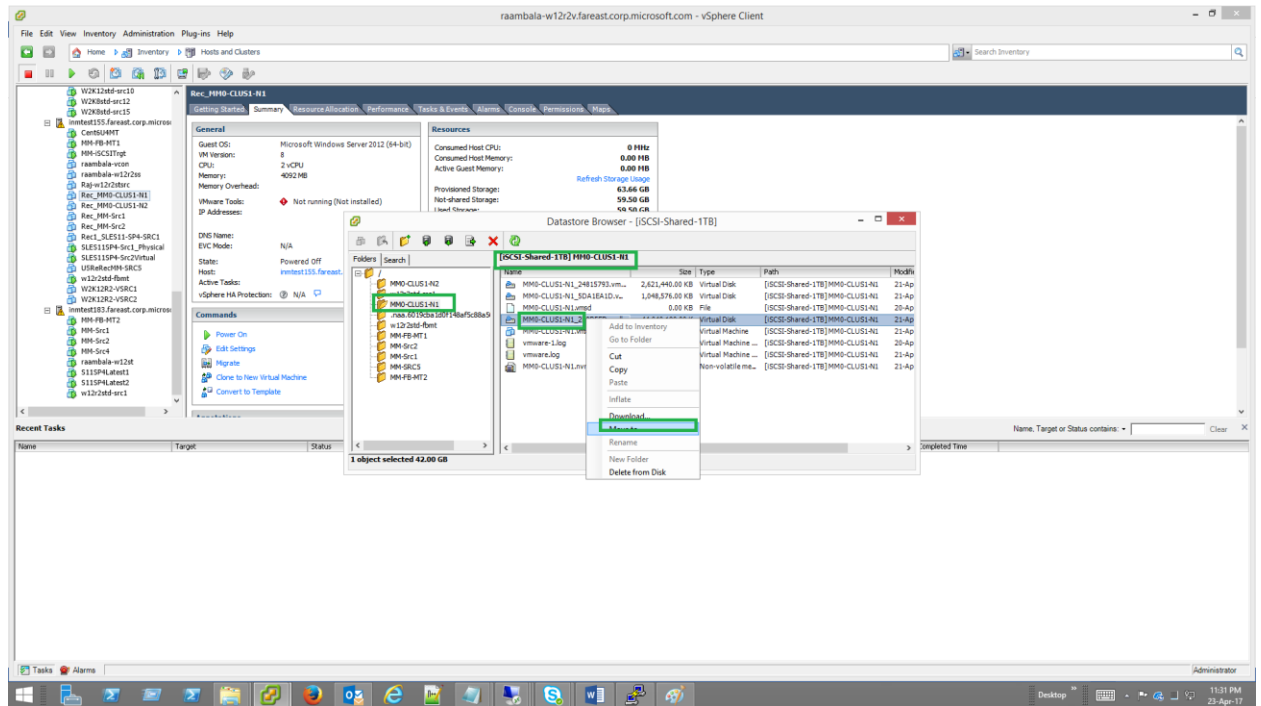 raambala-w12r2v.fareast.corp.microsoft.com - vSphere Client
File Edit View Inventory Administration Plug-ins Help
Home Inventory Hosts and Clusters
Search Inventory
W2K12std-src10
W2K8std-src12
W2K8std-src15
inmtest155.fareast.corp.micros
CentSU4MT
MM-FB-MT1
MM-iSCSITrgt
raambala-vcon
raambala-w12r2ss
Raj-w12r2stsrc
Rec_MM0-CLUS1-N1
Rec_MM0-CLUS1-N2
Rec_MM-Src1
Rec_MM-Src2
Rec1_SLES11-SP4-SRC1
SLES11SP4-Src1_Physical
SLES11SP4-Src2Virtual
USReRecMM-SRC5
w12r2std-fbmt
W2K12R2-VSRC1
W2K12R2-VSRC2
inmtest183.fareast.corp.micros
MM-FB-MT2
MM-Src1
MM-Src2
MM-Src4
raambala-w12st
S11SP4Latest1
S11SP4Latest2
w12r2std-src1
Rec_MM0-CLUS1-N1
Getting Started Summary Resource Allocation Performance Tasks & Events Alarms Console Permissions Maps
General
Guest OS: Microsoft Windows Server 2012 (64-bit)
VM Version: 8
CPU: 2 vCPU
Memory: 4092 MB
Memory Overhead:
VMware Tools: Not running (Not installed)
IP Addresses:
DNS Name:
EVC Mode: N/A
State: Powered Off
Host: inmtest155.fareast.
Active Tasks:
vSphere HA Protection: N/A
Commands
Power On
Edit Settings
Migrate
Clone to New Virtual Machine
Convert to Template
Resources
Consumed Host CPU: 0 MHz
Consumed Host Memory: 0.00 MB
Active Guest Memory: 0.00 MB
Refresh Storage Usage
Provisioned Storage: 63.66 GB
Not-shared Storage: 59.50 GB
Used Storage: 59.50 GB
Datastore Browser - [iSCSI-Shared-1TB]
Folders Search
[iSCSI-Shared-1TB] MM0-CLUS1-N1
/
MM0-CLUS1-N2
MM0-CLUS1-N1
w12r2std-fbmt
MM-FB-MT1
MM-Src2
MM-Src1
MM-SRC5
MM-FB-MT2
Name Size Type Path Modifi
MM0-CLUS1-N1_24815793.vm... 2,621,440.00 KB Virtual Disk [iSCSI-Shared-1TB] MM0-CLUS1-N1 21-Ap
MM0-CLUS1-N1_5DA1EA1D.v... 1,048,576.00 KB Virtual Disk [iSCSI-Shared-1TB] MM0-CLUS1-N1 21-Ap
MM0-CLUS1-N1.vmsd 0.00 KB File [iSCSI-Shared-1TB] MM0-CLUS1-N1 20-Ap
MM0-CLUS1-N1_2 Virtual Disk [iSCSI-Shared-1TB] MM0-CLUS1-N1 21-Ap
MM0-CLUS1-N1 Virtual Machine [iSCSI-Shared-1TB] MM0-CLUS1-N1 21-Ap
vmware-1.log Virtual Machine ... [iSCSI-Shared-1TB] MM0-CLUS1-N1 20-Ap
vmware.log Virtual Machine ... [iSCSI-Shared-1TB] MM0-CLUS1-N1 21-Ap
MM0-CLUS1-N1.nvr Non-volatile me... [iSCSI-Shared-1TB] MM0-CLUS1-N1 21-Ap
Add to Inventory
Go to Folder
Cut
Copy
Paste
Inflate
Download...
Move to
Rename
New Folder
Delete from Disk
1 object selected 42.00 GB
Recent Tasks
Name, Target or Status contains: Clear
Name Target Status Completed Time
Tasks Alarms
Administrator
Desktop
11:31 PM
23-Apr-17